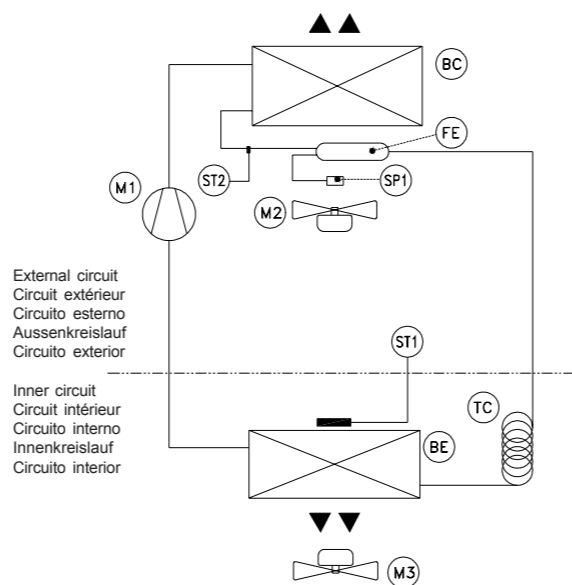 BC
FE
ST2
SP1
M1
M2
External circuit
Circuit extérieur
Circuito esterno
Aussenkreislauf
Circuito exterior
ST1
Inner circuit
Circuit intérieur
Circuito interno
Innenkreislauf
Circuito interior
TC
BE
M3